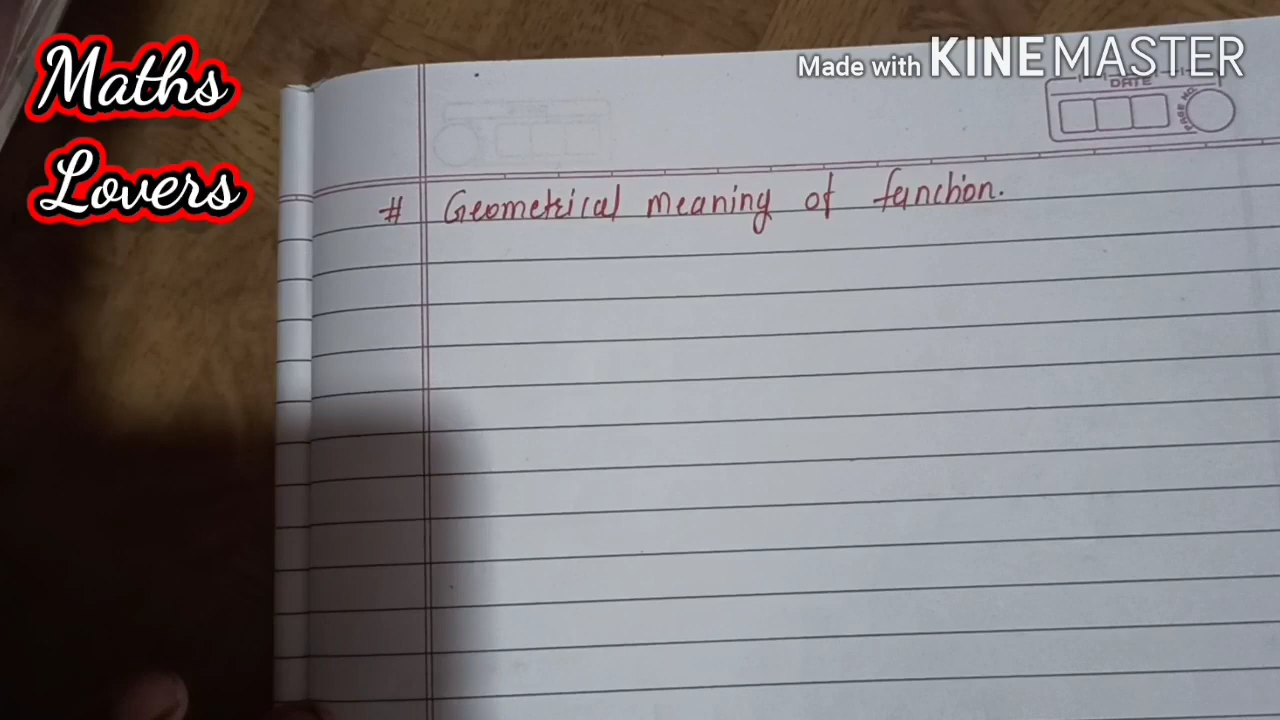 Maths
Lovers
Made with KINEMASTER
DATE
PAGE NO.
# Geometrical meaning of function.